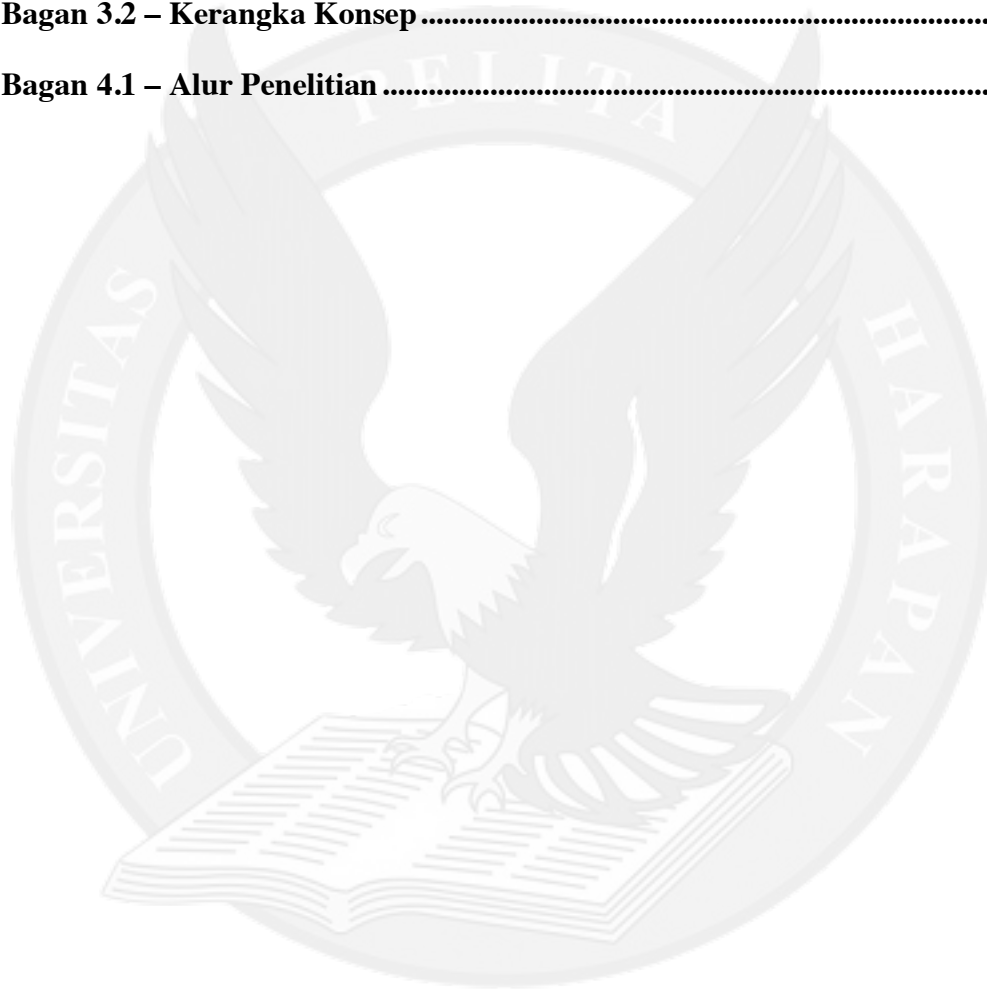 Bagan 3.2 – Kerangka Konsep ........................................................................
Bagan 4.1 – Alur Penelitian .............................................................................
UNIVERSITAS PELITA HARAPAN